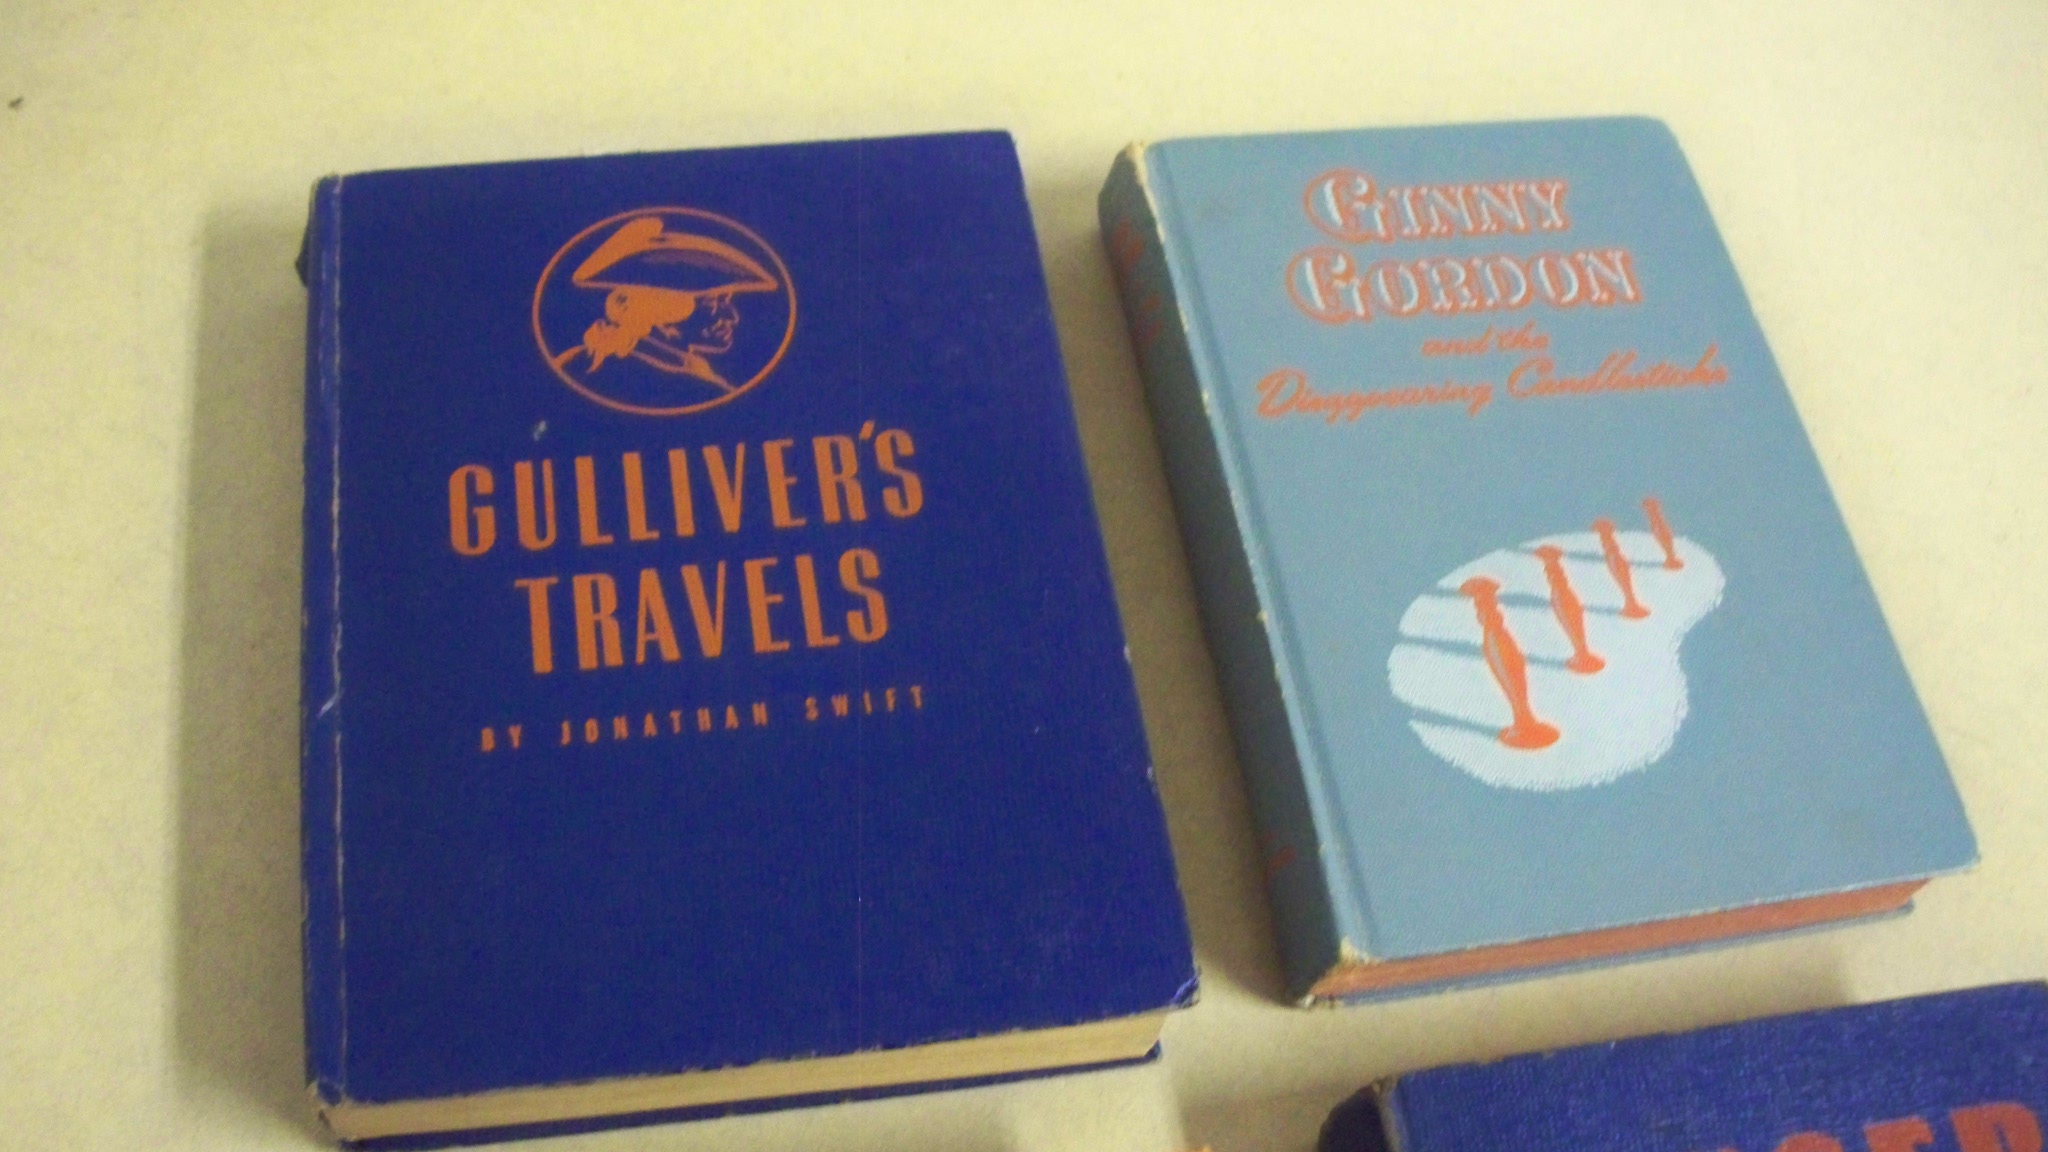 GULLIVER'S
TRAVELS
BY JONATHAN SWIFT
GINNY
GORDON
and the
Disappearing Candlesticks